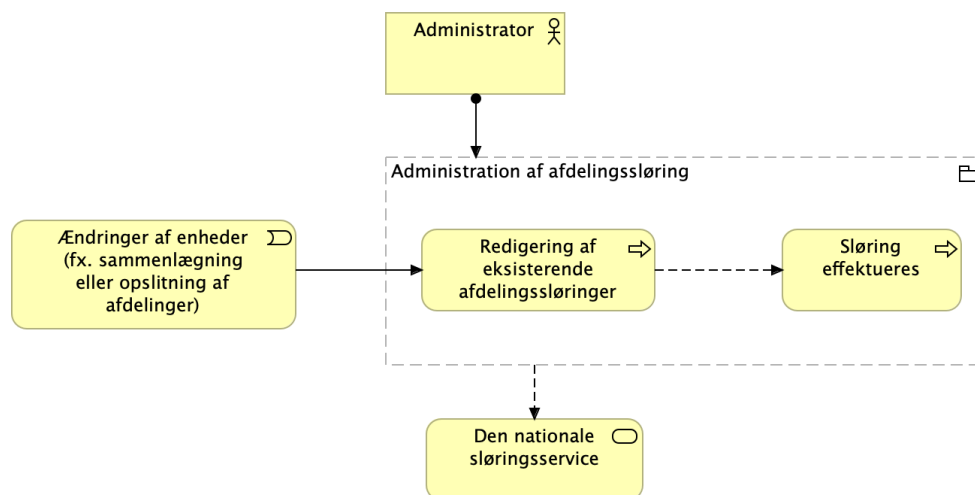 Administrator
Administration af afdelingssløring
Ændringer af enheder
(fx. sammenlægning
eller opslitning af
afdelinger)
Redigering af
eksisterende
afdelingssløringer
Sløring
effektueres
Den nationale
sløringsservice